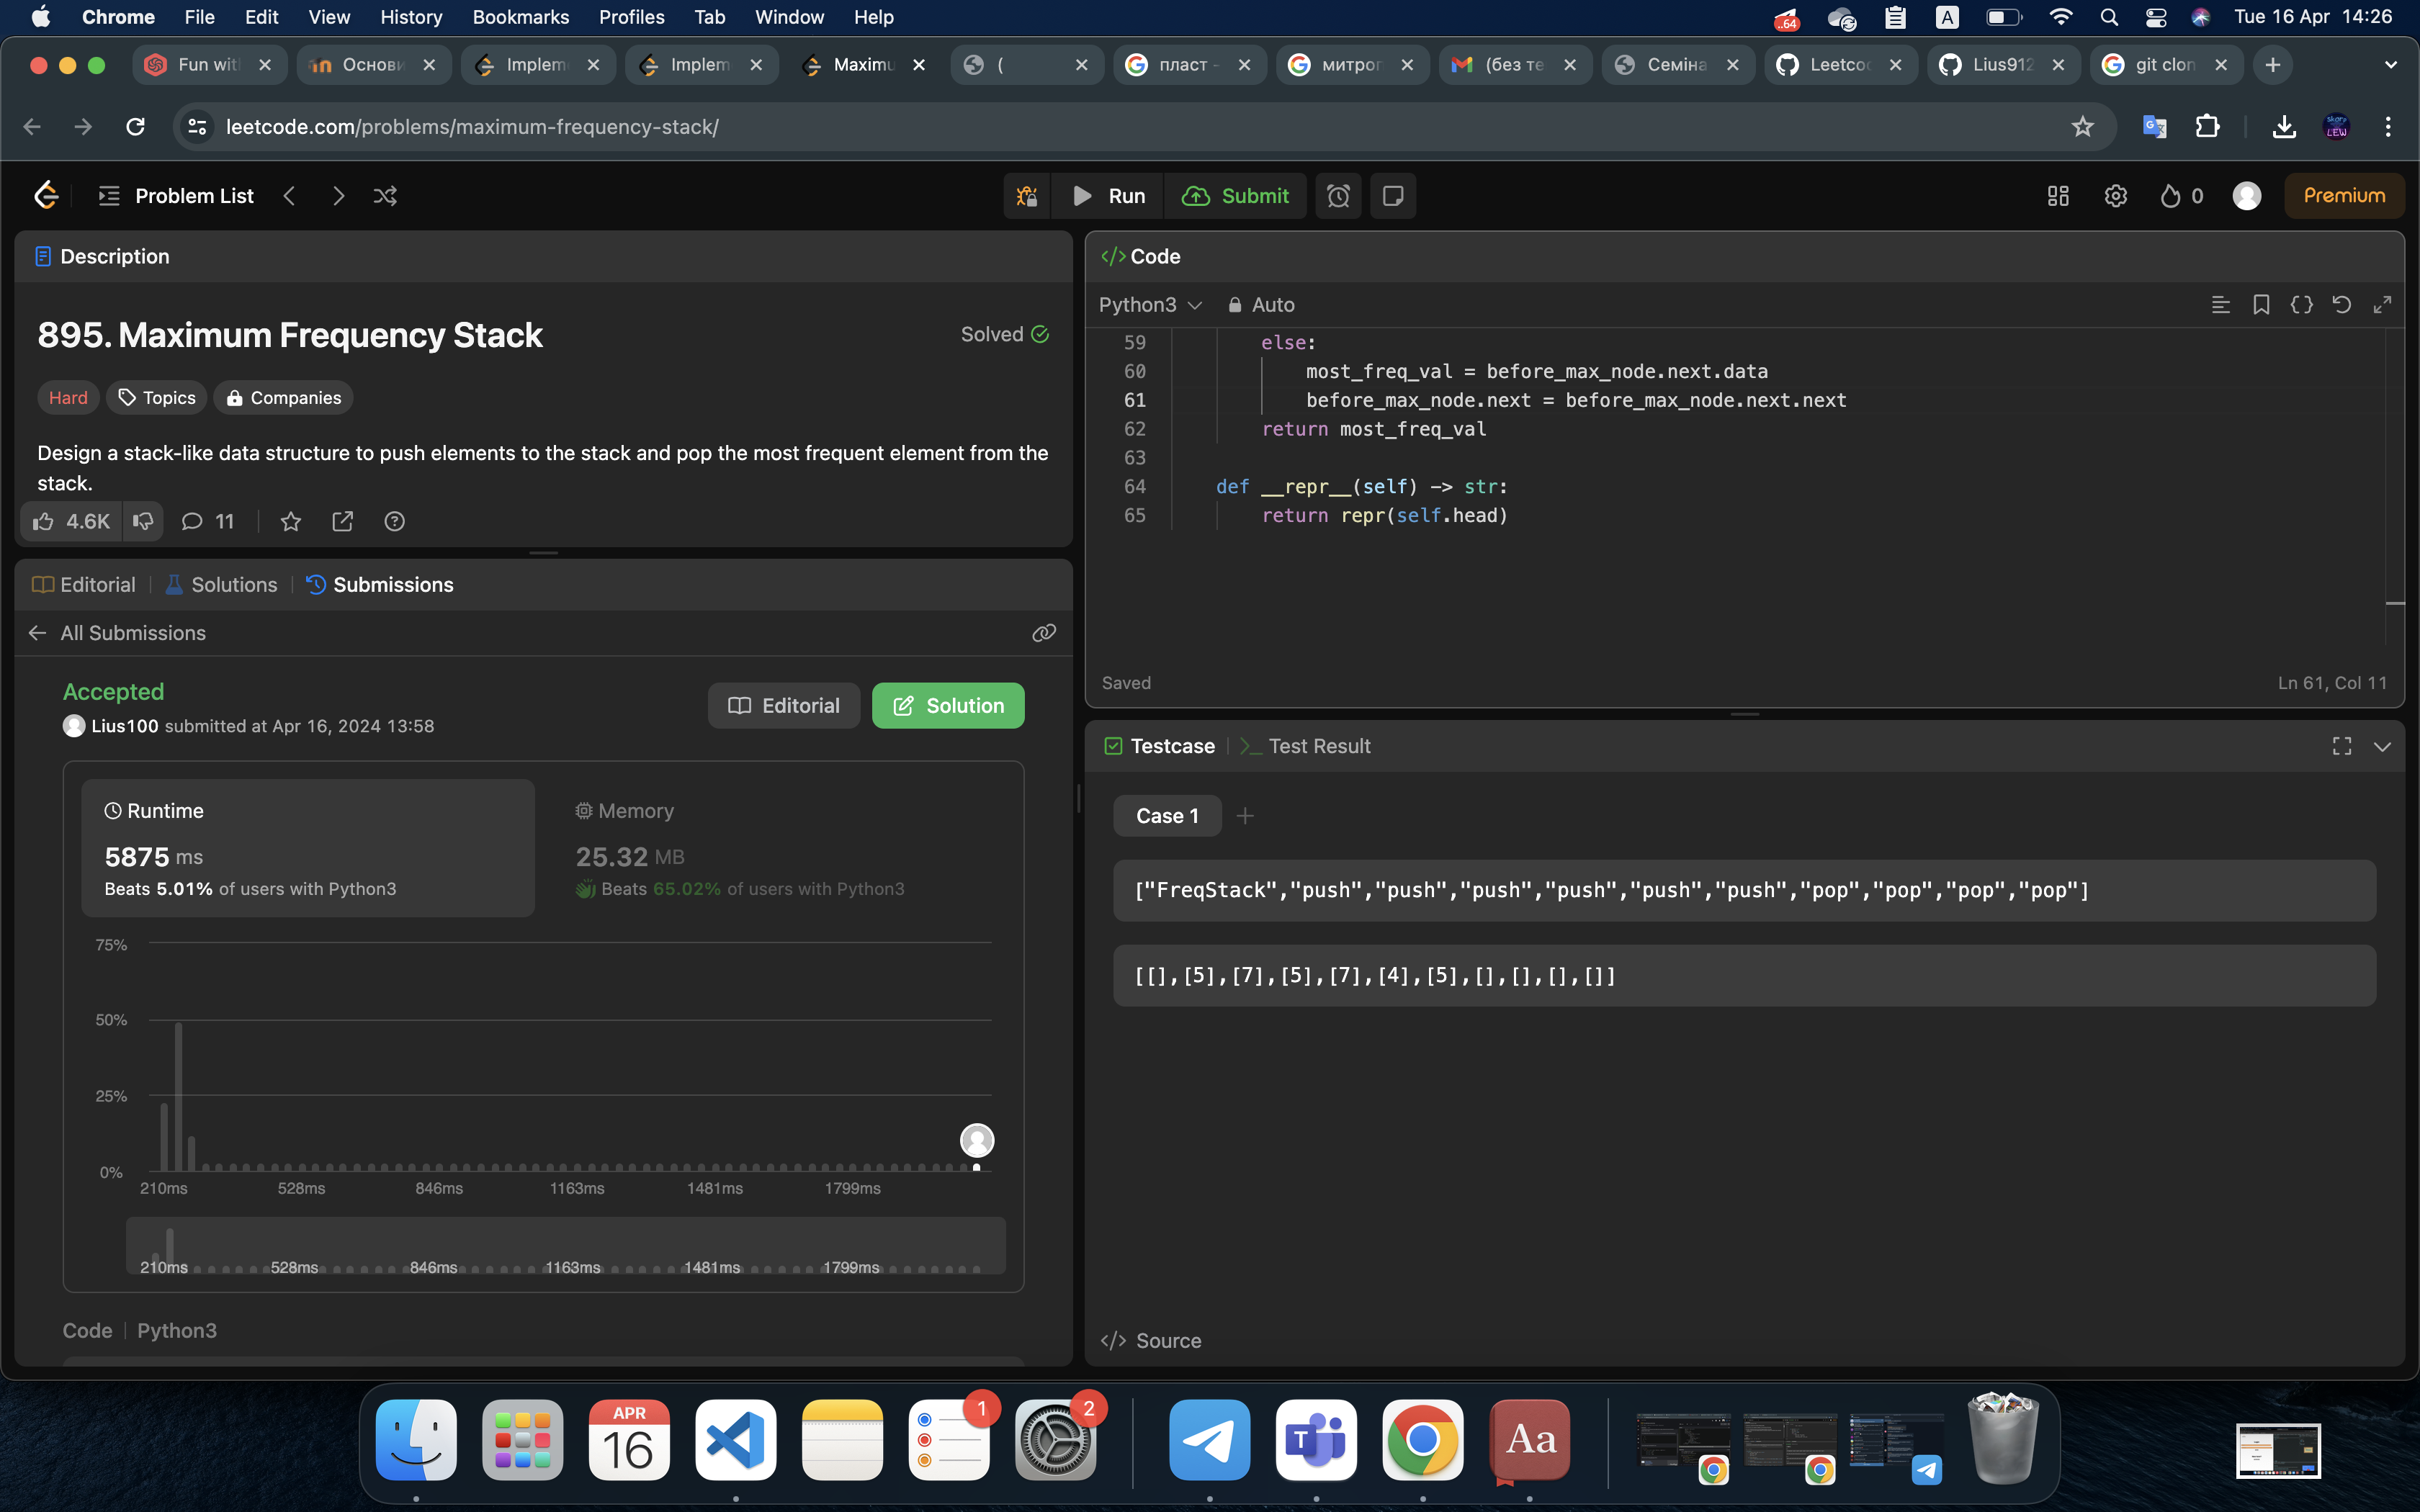 Chrome File Edit View History Bookmarks Profiles Tab Window Help .64 A Tue 16 Apr 14:26
Fun wit Основи Implem Implem Maximu ( пласт - митроп (без те Семіна Leetcod Lius912 git clon
leetcode.com/problems/maximum-frequency-stack/
Problem List Run Submit 0 Premium
Description
895. Maximum Frequency Stack
Solved
Hard Topics Companies
Design a stack-like data structure to push elements to the stack and pop the most frequent element from the
stack.
4.6K 11
Editorial Solutions Submissions
All Submissions
Accepted
Lius100 submitted at Apr 16, 2024 13:58
Editorial Solution
Runtime
5875 ms
Beats 5.01% of users with Python3
Memory
25.32 MB
Beats 65.02% of users with Python3
75%
50%
25%
0%
210ms 528ms 846ms 1163ms 1481ms 1799ms
210ms 528ms 846ms 1163ms 1481ms 1799ms
Code Python3
</> Code
Python3 Auto
59 else:
60 most_freq_val = before_max_node.next.data
61 before_max_node.next = before_max_node.next.next
62 return most_freq_val
63
64 def __repr__(self) -> str:
65 return repr(self.head)
Saved Ln 61, Col 11
Testcase >_ Test Result
Case 1 +
["FreqStack","push","push","push","push","push","push","pop","pop","pop","pop"]
[[],[5],[7],[5],[7],[4],[5],[],[],[],[]]
</> Source
APR
16
1
2
T
Aa